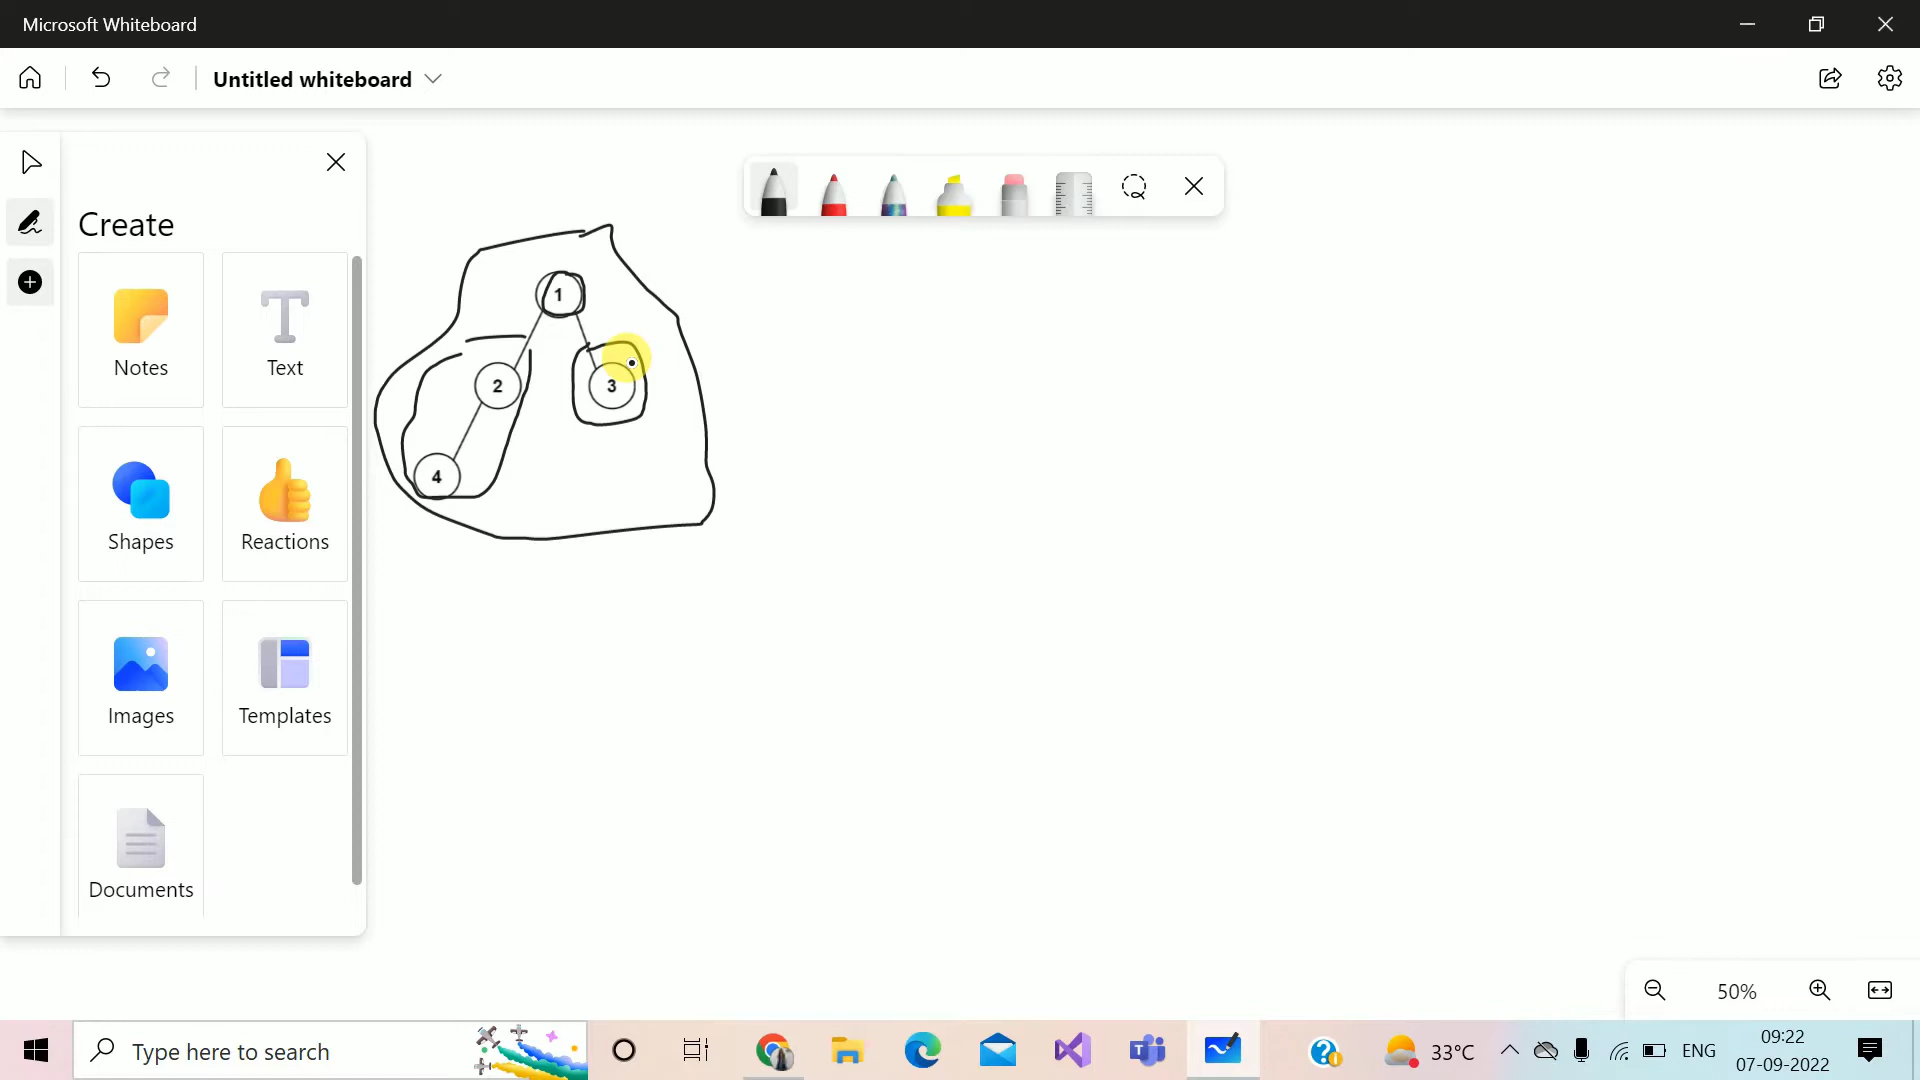 Microsoft Whiteboard
Untitled whiteboard
Create
Notes
Text
Shapes
Reactions
Images
Templates
Documents
1
2
3
4
50%
Type here to search
33°C
ENG
09:22
07-09-2022